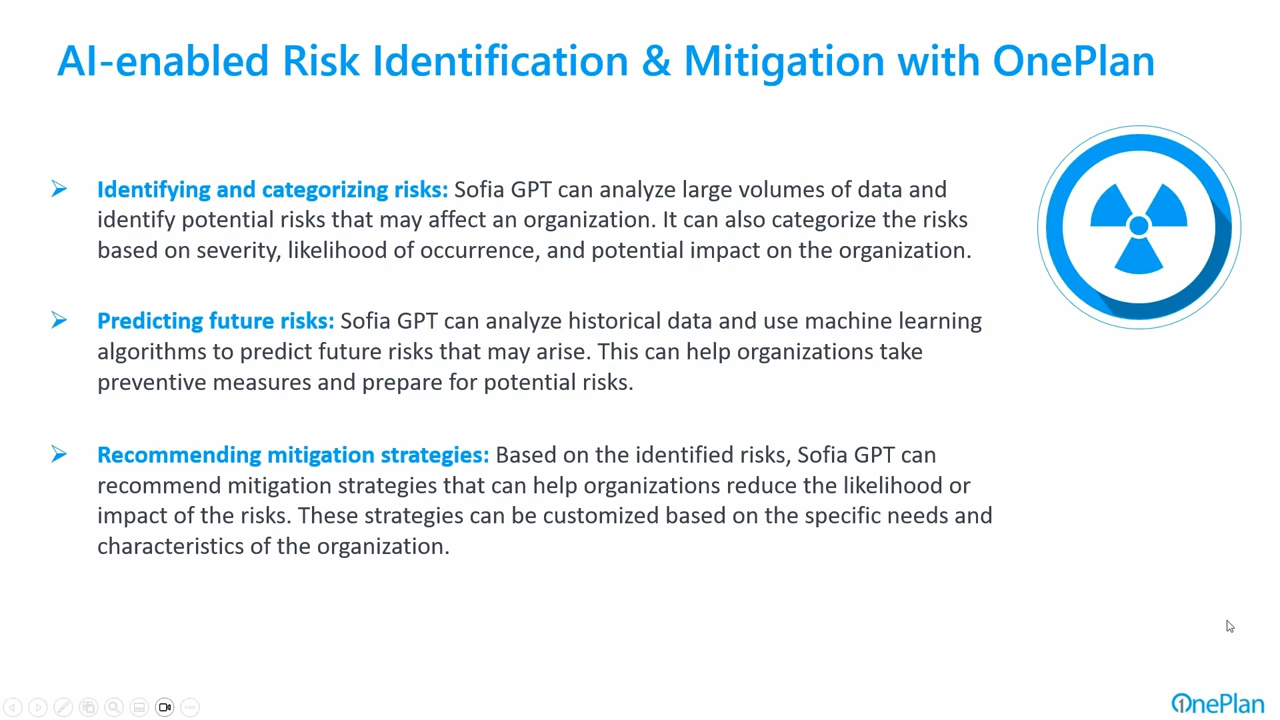 AI-enabled Risk Identification & Mitigation with OnePlan
Identifying and categorizing risks: Sofia GPT can analyze large volumes of data and
identify potential risks that may affect an organization. It can also categorize the risks
based on severity, likelihood of occurrence, and potential impact on the organization.
Predicting future risks: Sofia GPT can analyze historical data and use machine learning
algorithms to predict future risks that may arise. This can help organizations take
preventive measures and prepare for potential risks.
Recommending mitigation strategies: Based on the identified risks, Sofia GPT can
recommend mitigation strategies that can help organizations reduce the likelihood or
impact of the risks. These strategies can be customized based on the specific needs and
characteristics of the organization.
OnePlan